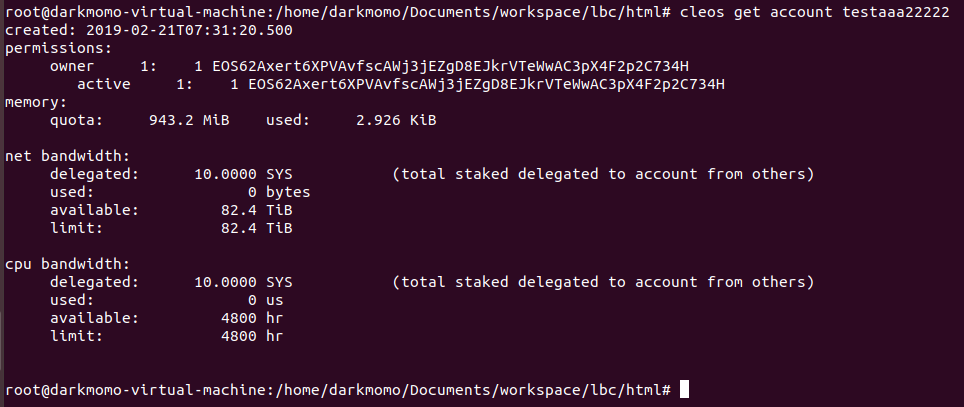 root@darkmomo-virtual-machine:/home/darkmomo/Documents/workspace/lbc/html# cleos get account testaaa22222
created: 2019-02-21T07:31:20.500
permissions:
     owner     1:    1 EOS62Axert6XPVAvfscAWj3jEZgD8EJkrVTeWwAC3pX4F2p2C734H
        active     1:    1 EOS62Axert6XPVAvfscAWj3jEZgD8EJkrVTeWwAC3pX4F2p2C734H
memory:
     quota:     943.2 MiB    used:     2.926 KiB
net bandwidth:
     delegated:      10.0000 SYS           (total staked delegated to account from others)
     used:                 0 bytes
     available:         82.4 TiB
     limit:             82.4 TiB
cpu bandwidth:
     delegated:      10.0000 SYS           (total staked delegated to account from others)
     used:                 0 us
     available:         4800 hr
     limit:             4800 hr
root@darkmomo-virtual-machine:/home/darkmomo/Documents/workspace/lbc/html#